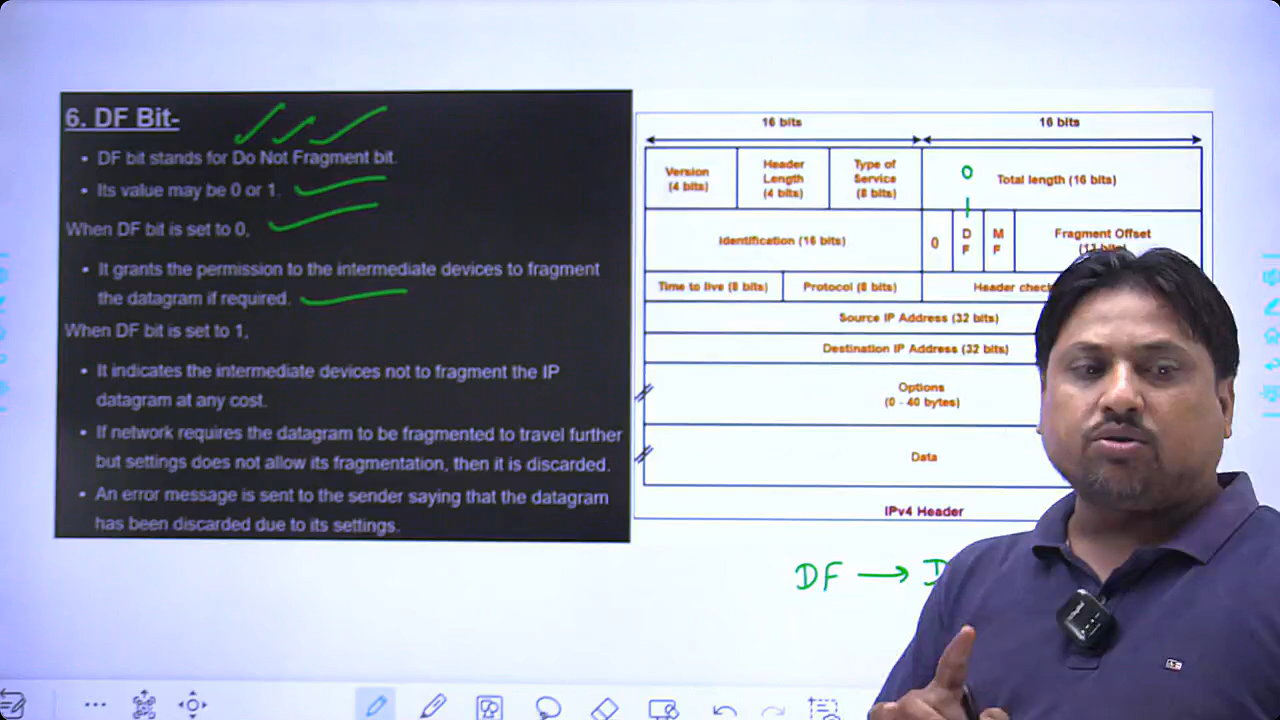 6. DF Bit-
• DF bit stands for Do Not Fragment bit.
• Its value may be 0 or 1.
When DF bit is set to 0,
• It grants the permission to the intermediate devices to fragment
the datagram if required.
When DF bit is set to 1,
• It indicates the intermediate devices not to fragment the IP
datagram at any cost.
• If network requires the datagram to be fragmented to travel further
but settings does not allow its fragmentation, then it is discarded.
• An error message is sent to the sender saying that the datagram
has been discarded due to its settings.
16 bits 16 bits
Version
(4 bits)
Header
Length
(4 bits)
Type of
Service
(8 bits)
0
Total length (16 bits)
1
Identification (16 bits)
0
D
F
M
F
Fragment Offset
(13 bits)
Time to live (8 bits)
Protocol (8 bits)
Header
Source IP Address (32 bits)
Destination IP Address (32 bits)
Options
(0 - 40 bytes)
Data
IPv4 Header
DF → D